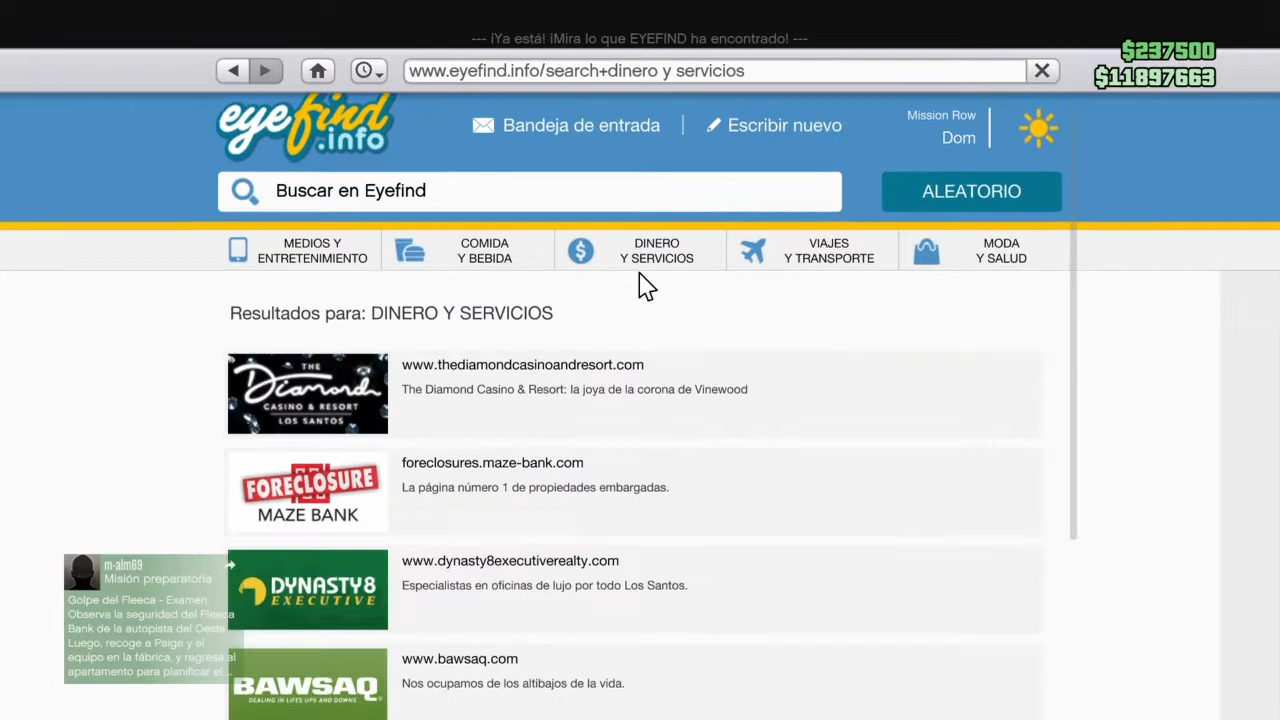 --- ¡Ya está! ¡Mira lo que EYEFIND ha encontrado! ---
$237500
$11897663
www.eyefind.info/search+dinero y servicios
eyefind
.info
Bandeja de entrada
Escribir nuevo
Mission Row
Dom
Buscar en Eyefind
ALEATORIO
MEDIOS Y
ENTRETENIMIENTO
COMIDA
Y BEBIDA
DINERO
Y SERVICIOS
VIAJES
Y TRANSPORTE
MODA
Y SALUD
Resultados para: DINERO Y SERVICIOS
THE
Diamond
CASINO & RESORT
LOS SANTOS
www.thediamondcasinoandresort.com
The Diamond Casino & Resort: la joya de la corona de Vinewood
FORECLOSURE
MAZE BANK
foreclosures.maze-bank.com
La página número 1 de propiedades embargadas.
DYNASTY8
EXECUTIVE
www.dynasty8executiverealty.com
Especialistas en oficinas de lujo por todo Los Santos.
m-alm69
Misión preparatoria
Golpe del Fleeca - Examen
Observa la seguridad del Fleeca
Bank de la autopista del Oeste
Luego, recoge a Paige y el
equipo en la fábrica, y regresa al
apartamento para planificar el ...
BAWSAQ
DEALING IN LIFE'S UPS AND DOWNS
www.bawsaq.com
Nos ocupamos de los altibajos de la vida.